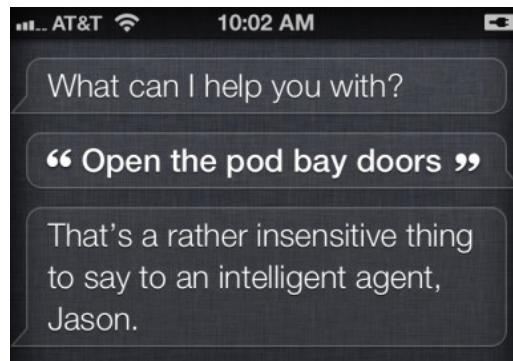 AT&T 10:02 AM
What can I help you with?
“ Open the pod bay doors ”
That’s a rather insensitive thing
to say to an intelligent agent,
Jason.